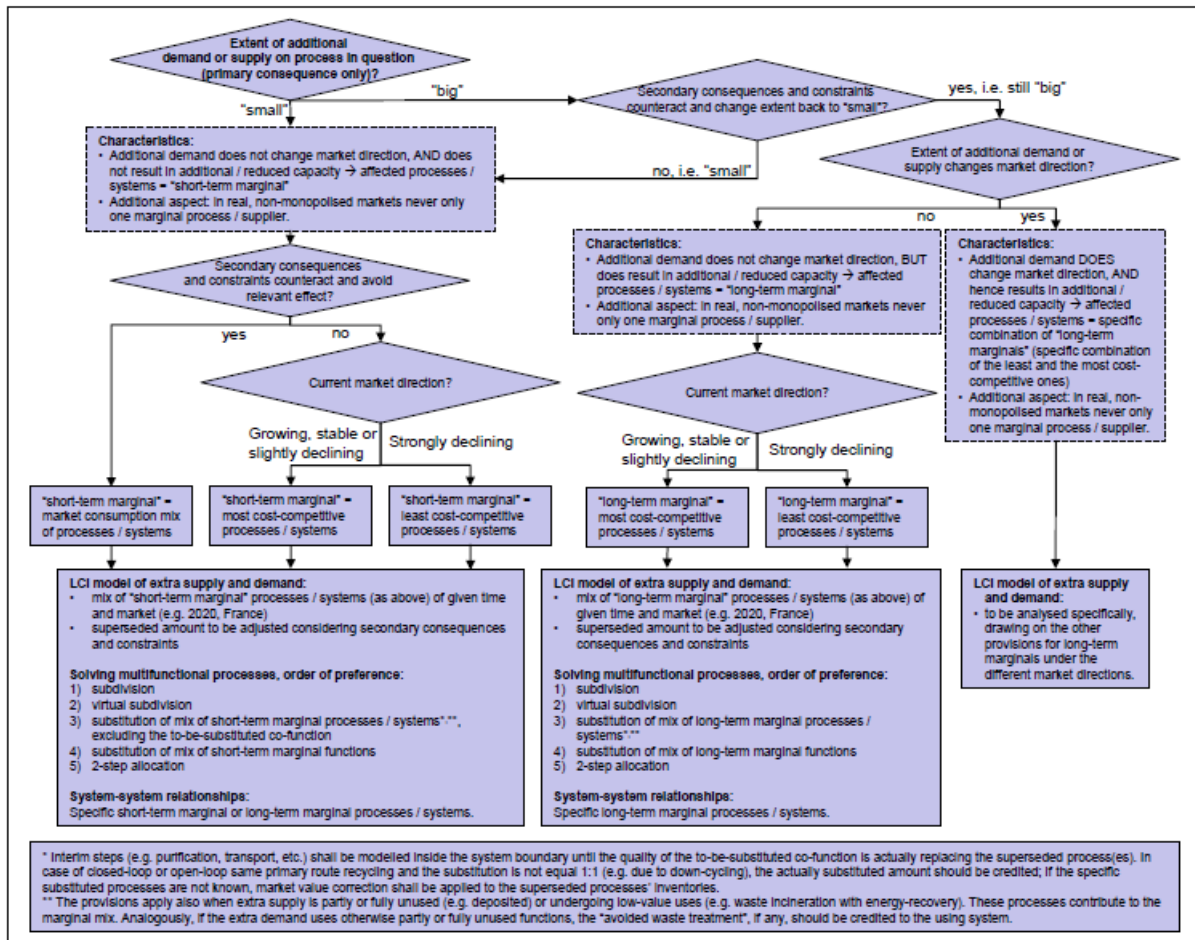 Extent of additional
demand or supply on process in question
(primary consequence only)?
"big"
"small"
Secondary consequences and constraints
counteract and change extent back to "small"?
yes, i.e. still "big"
no, i.e. "small"
Extent of additional demand or
supply changes market direction?
no
yes
Characteristics:
• Additional demand does not change market direction, AND does
not result in additional / reduced capacity → affected processes /
systems = "short-term marginal"
• Additional aspect: in real, non-monopolised markets never only
one marginal process / supplier.
Characteristics:
• Additional demand does not change market direction, BUT
does result in additional / reduced capacity → affected
processes / systems = "long-term marginal"
• Additional aspect: in real, non-monopolised markets never
only one marginal process / supplier.
Characteristics:
• Additional demand DOES
change market direction, AND
hence results in additional /
reduced capacity → affected
processes / systems = specific
combination of "long-term
marginals" (specific combination
of the least and the most cost-
competitive ones)
• Additional aspect: in real, non-
monopolised markets never only
one marginal process / supplier.
Secondary consequences
and constraints counteract and avoid
relevant effect?
yes
no
Current market direction?
Growing, stable or
slightly declining
Strongly declining
Current market direction?
Growing, stable or
slightly declining
Strongly declining
"short-term marginal" =
market consumption mix
of processes / systems
"short-term marginal" =
most cost-competitive
processes / systems
"short-term marginal" =
least cost-competitive
processes / systems
"long-term marginal" =
most cost-competitive
processes / systems
"long-term marginal" =
least cost-competitive
processes / systems
LCI model of extra supply and demand:
• mix of "short-term marginal" processes / systems (as above) of given time
and market (e.g. 2020, France)
• superseded amount to be adjusted considering secondary consequences
and constraints
Solving multifunctional processes, order of preference:
1) subdivision
2) virtual subdivision
3) substitution of mix of short-term marginal processes / systems*,**,
excluding the to-be-substituted co-function
4) substitution of mix of short-term marginal functions
5) 2-step allocation
System-system relationships:
Specific short-term marginal or long-term marginal processes / systems.
LCI model of extra supply and demand:
• mix of "long-term marginal" processes / systems (as above) of
given time and market (e.g. 2020, France)
• superseded amount to be adjusted considering secondary
consequences and constraints
Solving multifunctional processes, order of preference:
1) subdivision
2) virtual subdivision
3) substitution of mix of long-term marginal processes /
systems*,**
4) substitution of mix of long-term marginal functions
5) 2-step allocation
System-system relationships:
Specific long-term marginal processes / systems.
LCI model of extra supply
and demand:
• to be analysed specifically,
drawing on the other
provisions for long-term
marginals under the
different market directions.
* Interim steps (e.g. purification, transport, etc.) shall be modelled inside the system boundary until the quality of the to-be-substituted co-function is actually replacing the superseded process(es). In
case of closed-loop or open-loop same primary route recycling and the substitution is not equal 1:1 (e.g. due to down-cycling), the actually substituted amount should be credited; if the specific
substituted processes are not known, market value correction shall be applied to the superseded processes' inventories.
** The provisions apply also when extra supply is partly or fully unused (e.g. deposited) or undergoing low-value uses (e.g. waste incineration with energy-recovery). These processes contribute to the
marginal mix. Analogously, if the extra demand uses otherwise partly or fully unused functions, the "avoided waste treatment", if any, should be credited to the using system.